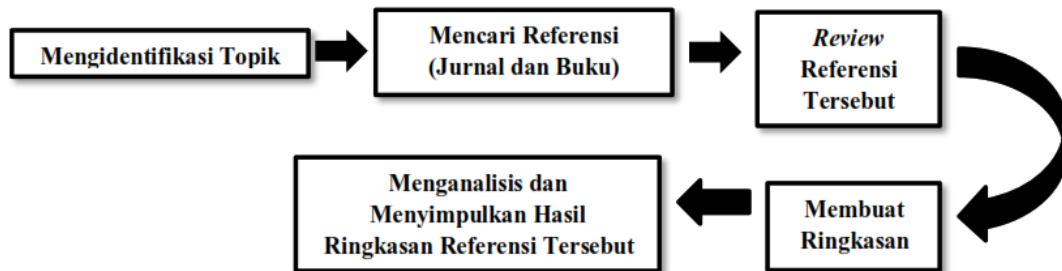 Mengidentifikasi Topik
Mencari Referensi
(Jurnal dan Buku)
Review
Referensi
Tersebut
Membuat
Ringkasan
Menganalisis dan
Menyimpulkan Hasil
Ringkasan Referensi Tersebut